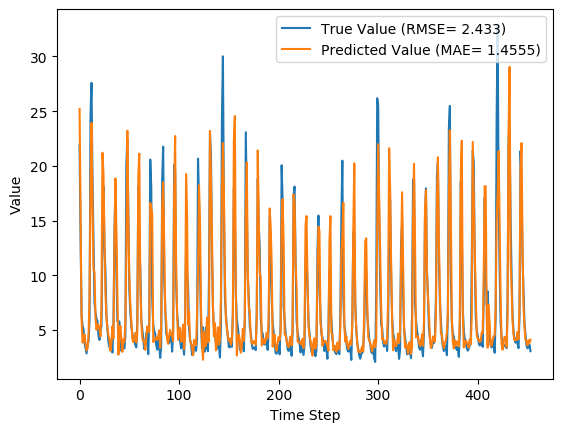 True Value (RMSE= 2.433)
Predicted Value (MAE= 1.4555)
Value
30
25
20
15
10
5
0
100
200
300
400
Time Step